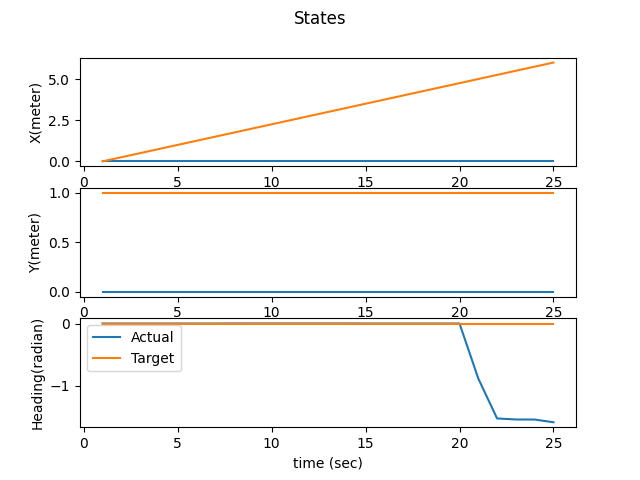 States
X(meter)
5.0
2.5
0.0
0 5 10 15 20 25
Y(meter)
1.0
0.5
0.0
0 5 10 15 20 25
Heading(radian)
0
−1
Actual
Target
0 5 10 15 20 25
time (sec)